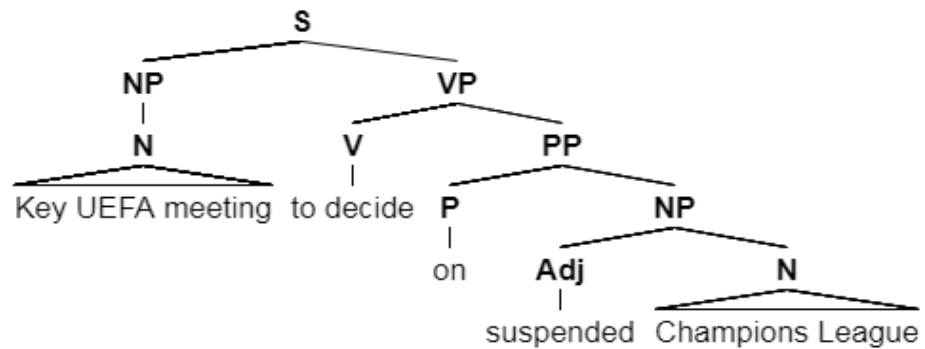 S
NP VP
N V PP
Key UEFA meeting to decide P NP
on Adj N
suspended Champions League